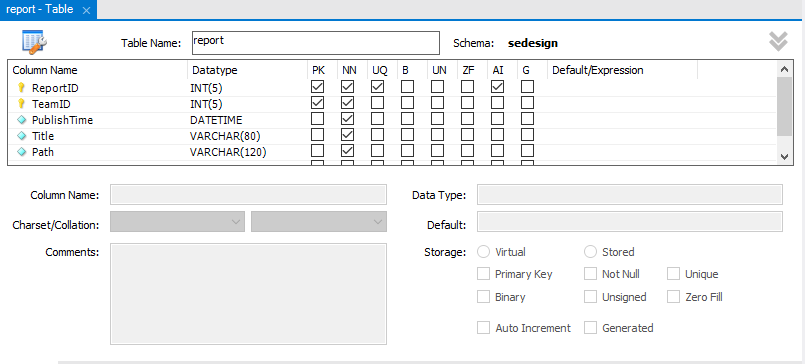 report - Table ×
Table Name: report Schema: sedesign
Column Name Datatype PK NN UQ B UN ZF AI G Default/Expression
ReportID INT(5)
TeamID INT(5)
PublishTime DATETIME
Title VARCHAR(80)
Path VARCHAR(120)
Column Name: Data Type:
Charset/Collation: Default:
Comments: Storage: Virtual Stored
Primary Key Not Null Unique
Binary Unsigned Zero Fill
Auto Increment Generated